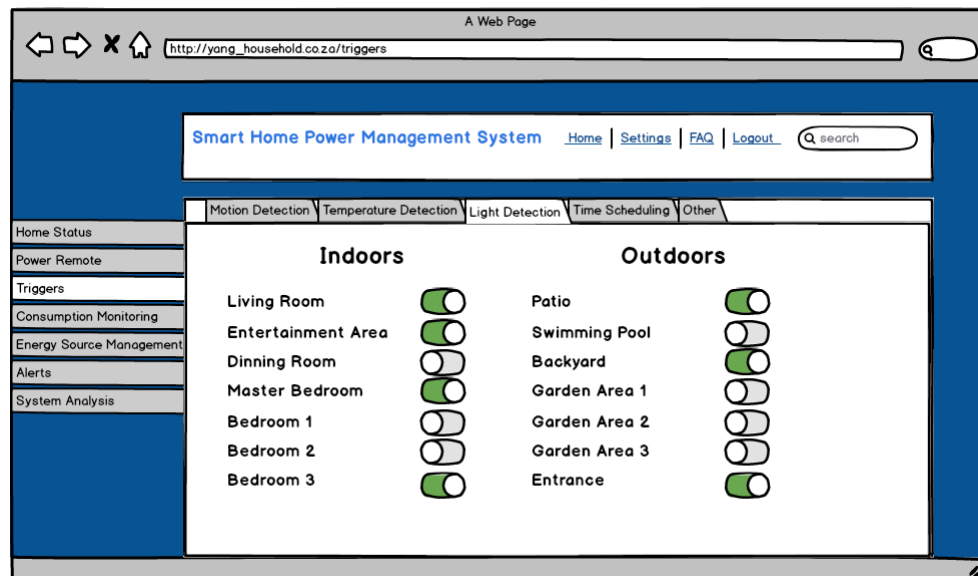 A Web Page
http://yang_household.co.za/triggers
Smart Home Power Management System Home Settings FAQ Logout search
Motion Detection Temperature Detection Light Detection Time Scheduling Other
Home Status
Power Remote
Triggers
Consumption Monitoring
Energy Source Management
Alerts
System Analysis
Indoors
Living Room
Entertainment Area
Dinning Room
Master Bedroom
Bedroom 1
Bedroom 2
Bedroom 3
Outdoors
Patio
Swimming Pool
Backyard
Garden Area 1
Garden Area 2
Garden Area 3
Entrance